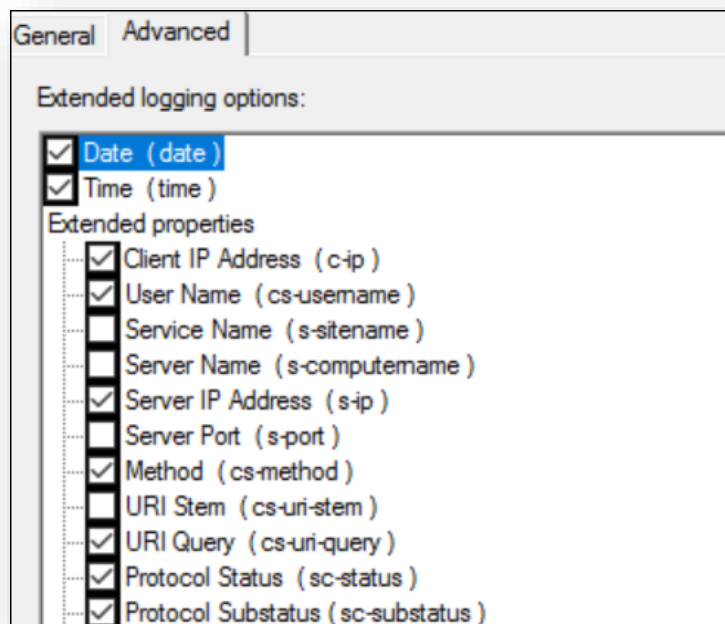 General Advanced
Extended logging options:
Date ( date )
Time ( time )
Extended properties
Client IP Address ( c-ip )
User Name ( cs-username )
Service Name ( s-sitename )
Server Name ( s-computername )
Server IP Address ( s-ip )
Server Port ( s-port )
Method ( cs-method )
URI Stem ( cs-uri-stem )
URI Query ( cs-uri-query )
Protocol Status ( sc-status )
Protocol Substatus ( sc-substatus )